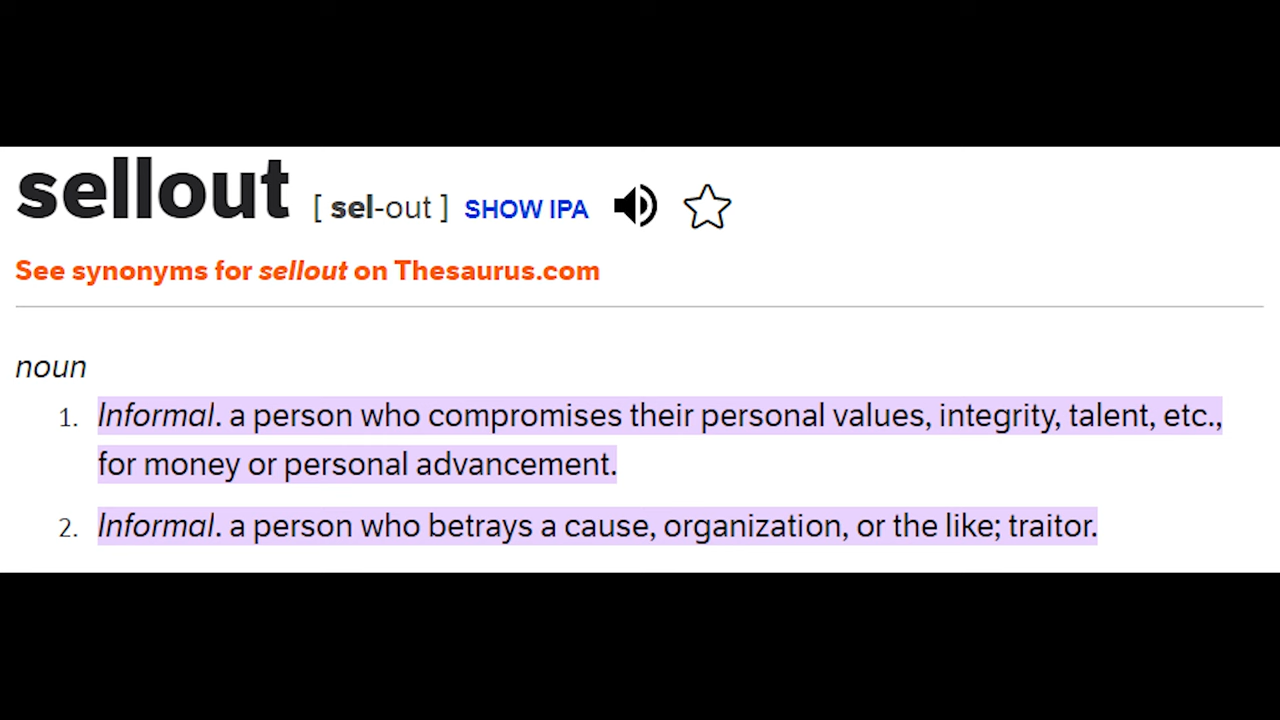 sellout [ sel-out ] SHOW IPA
See synonyms for sellout on Thesaurus.com
noun
1. Informal. a person who compromises their personal values, integrity, talent, etc.,
for money or personal advancement.
2. Informal. a person who betrays a cause, organization, or the like; traitor.